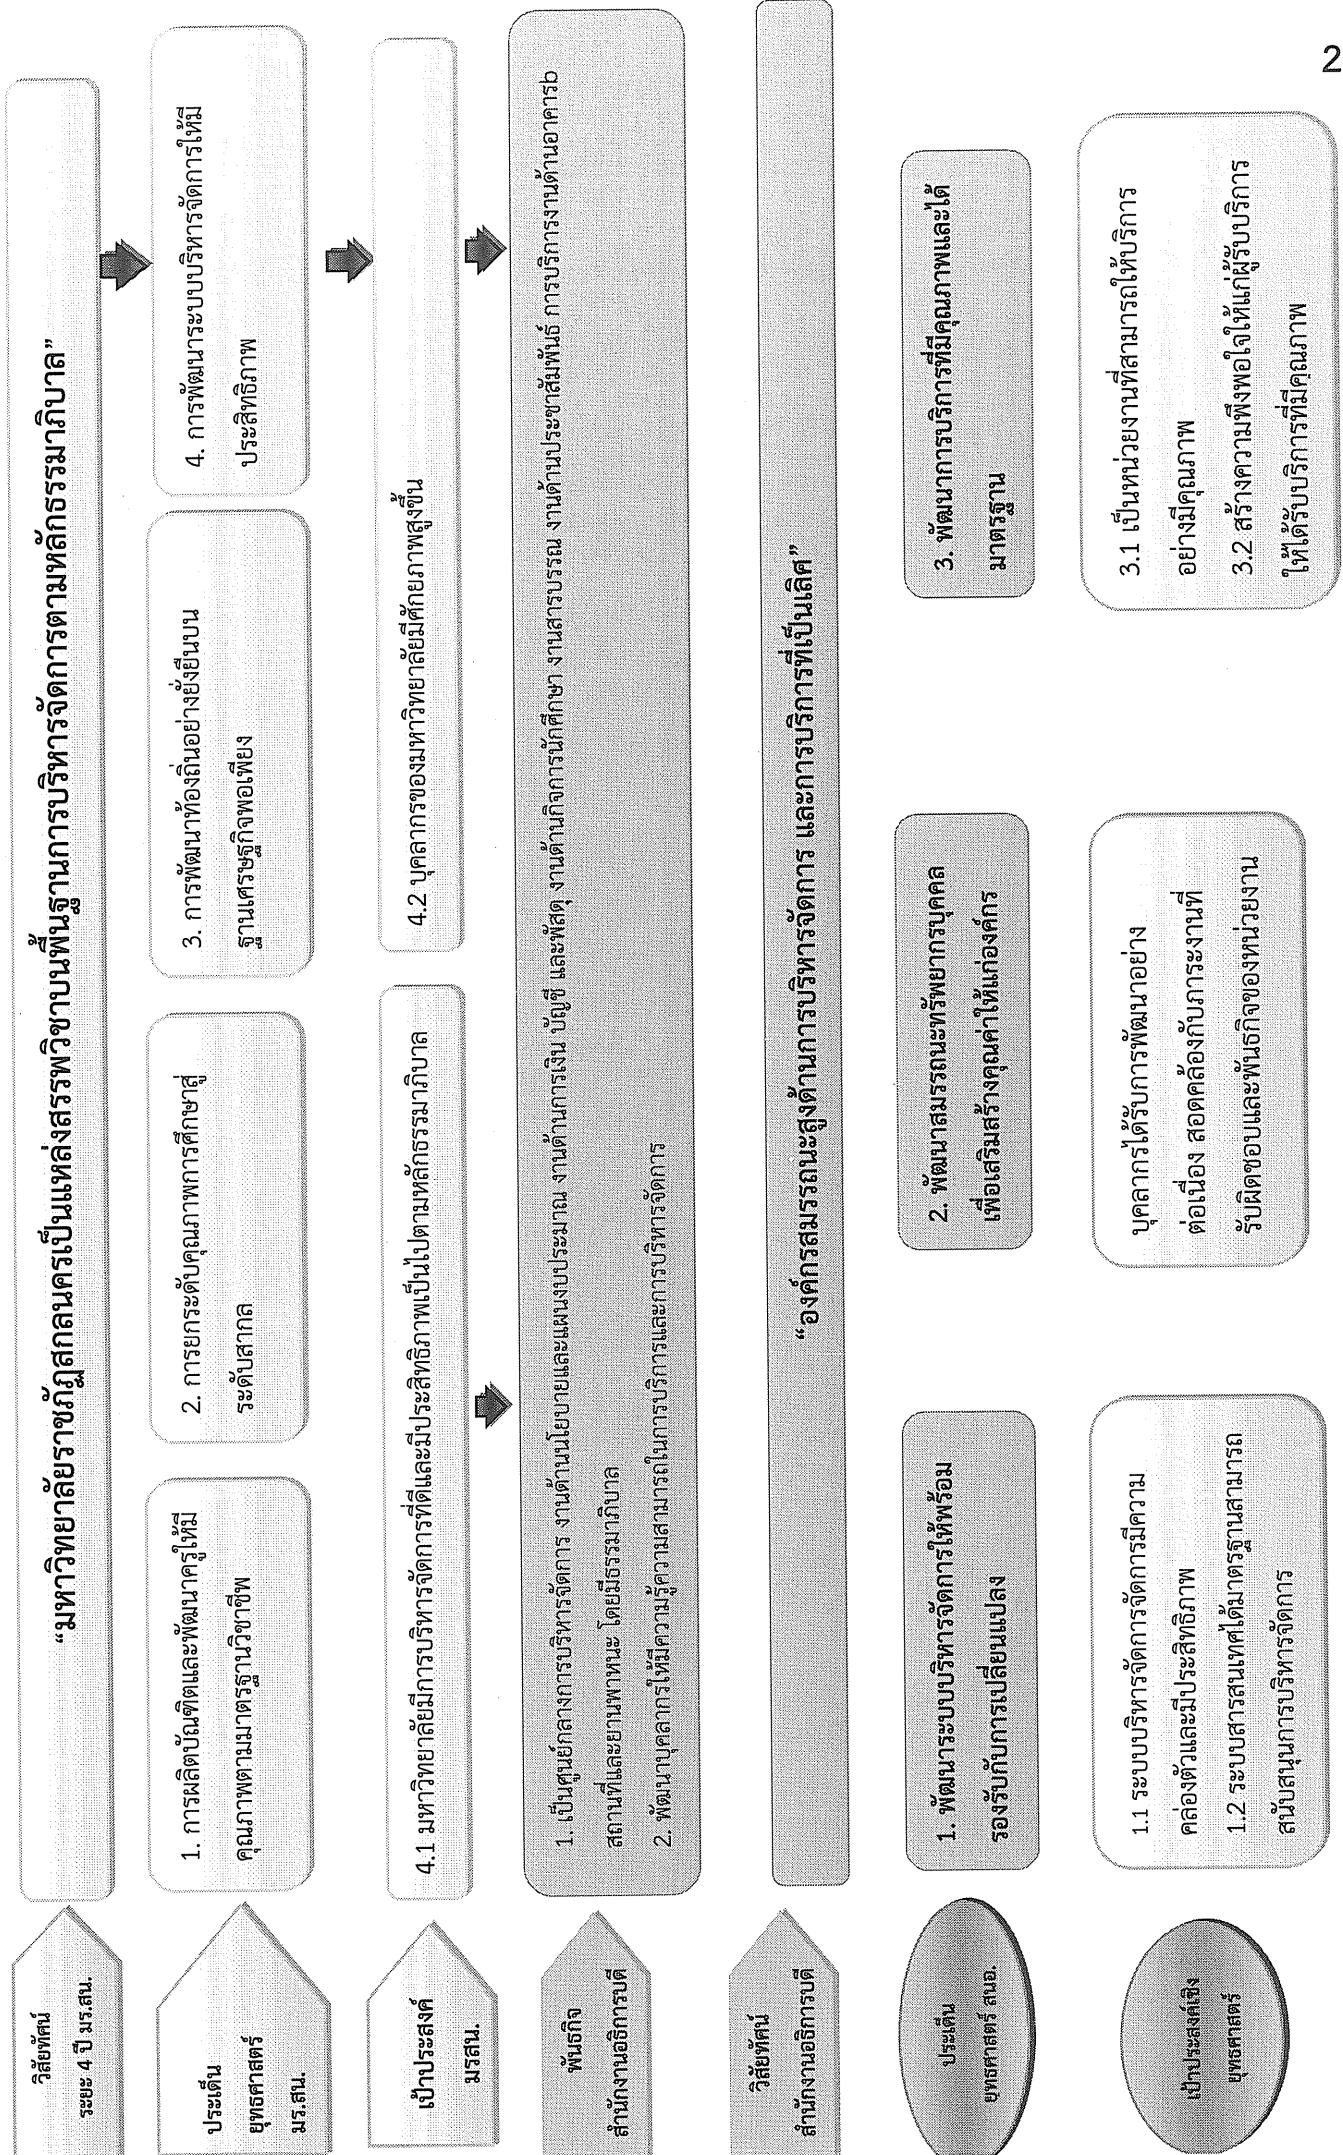 2
วิสัยทัศน์
ระยะ 4 ปี มร.สน.
“มหาวิทยาลัยราชภัฏสกลนครเป็นแหล่งสรรพวิชาบนพื้นฐานการบริหารจัดการตามหลักธรรมาภิบาล”
ประเด็น
ยุทธศาสตร์
มร.สน.
1. การผลิตบัณฑิตและพัฒนาครูให้มี
คุณภาพตามมาตรฐานวิชาชีพ
2. การยกระดับคุณภาพการศึกษาสู่
ระดับสากล
3. การพัฒนาท้องถิ่นอย่างยั่งยืนบน
ฐานเศรษฐกิจพอเพียง
4. การพัฒนาระบบบริหารจัดการให้มี
ประสิทธิภาพ
เป้าประสงค์
มรสน.
4.1 มหาวิทยาลัยมีการบริหารจัดการที่ดีและมีประสิทธิภาพเป็นไปตามหลักธรรมาภิบาล
4.2 บุคลากรของมหาวิทยาลัยมีศักยภาพสูงขึ้น
พันธกิจ
สำนักงานอธิการบดี
1. เป็นศูนย์กลางการบริหารจัดการ งานด้านนโยบายและแผนงบประมาณ งานด้านการเงิน บัญชี และพัสดุ งานด้านกิจการนักศึกษา งานสารบรรณ งานด้านประชาสัมพันธ์ การบริการงานด้านอาคารb
สถานที่และยานพาหนะ โดยมีธรรมาภิบาล
2. พัฒนาบุคลากรให้มีความรู้ความสามารถในการบริการและการบริหารจัดการ
วิสัยทัศน์
สำนักงานอธิการบดี
“องค์กรสมรรถนะสูงด้านการบริหารจัดการ และการบริการที่เป็นเลิศ”
ประเด็น
ยุทธศาสตร์ สนอ.
1. พัฒนาระบบบริหารจัดการให้พร้อม
รองรับกับการเปลี่ยนแปลง
2. พัฒนาสมรรถนะทรัพยากรบุคคล
เพื่อเสริมสร้างคุณค่าให้แก่องค์กร
3. พัฒนาการบริการที่มีคุณภาพและได้
มาตรฐาน
เป้าประสงค์เชิง
ยุทธศาสตร์
1.1 ระบบบริหารจัดการจัดการมีความ
คล่องตัวและมีประสิทธิภาพ
1.2 ระบบสารสนเทศได้มาตรฐานสามารถ
สนับสนุนการบริหารจัดการ
บุคลากรได้รับการพัฒนาอย่าง
ต่อเนื่อง สอดคล้องกับภาระงานที่
รับผิดชอบและพันธกิจของหน่วยงาน
3.1 เป็นหน่วยงานที่สามารถให้บริการ
อย่างมีคุณภาพ
3.2 สร้างความพึงพอใจให้แก่ผู้รับบริการ
ให้ได้รับบริการที่มีคุณภาพ